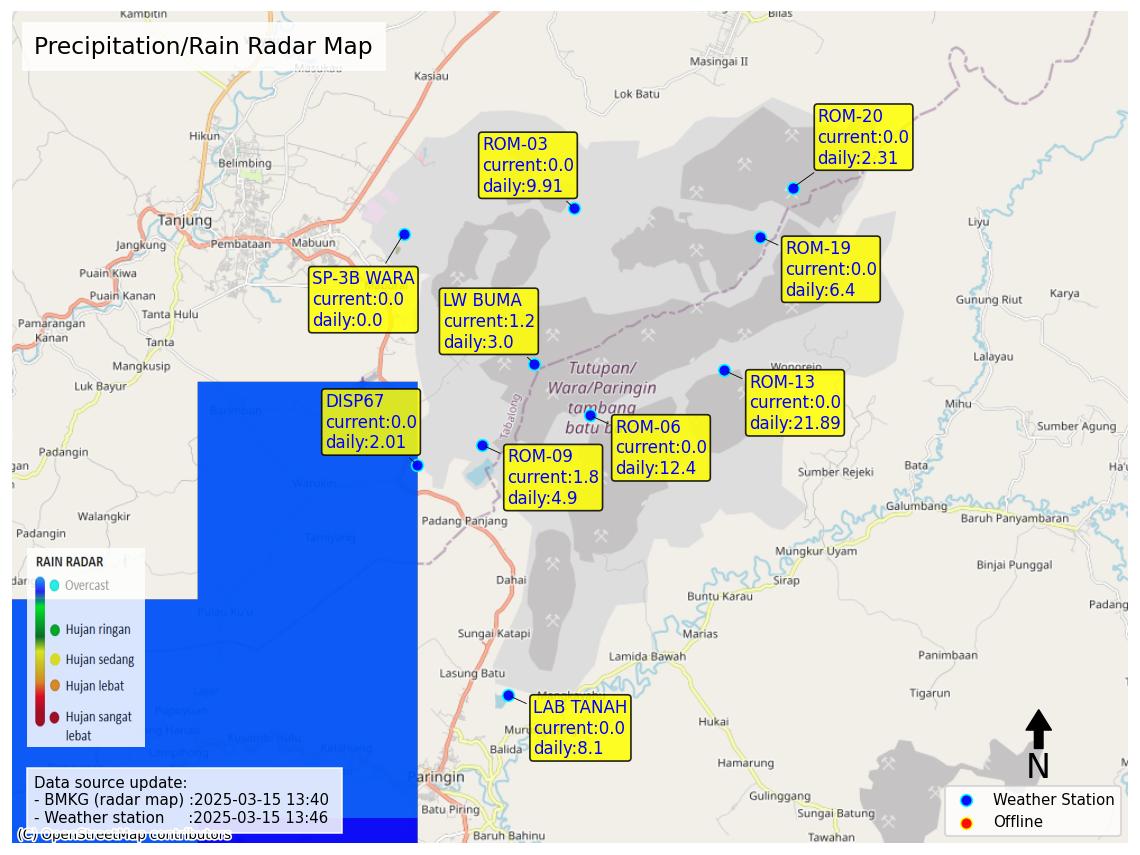 Kambitin
Bilas
Precipitation/Rain Radar Map
Masukau
Kasiau
Masingai II
Lok Batu
ROM-20
current:0.0
daily:2.31
Hikun
ROM-03
current:0.0
daily:9.91
Belimbing
Tanjung
Liyu
Jangkung
Pembataan
Mabuun
ROM-19
current:0.0
daily:6.4
Puain Kiwa
SP-3B WARA
current:0.0
daily:0.0
Puain Kanan
LW BUMA
current:1.2
daily:3.0
Gunung Riut
Karya
Tanta Hulu
Pamarangan
Kanan
Tanta
Mangkusip
Lalayau
Luk Bayur
Tutupan/
Wara/Paringin
tambang
batu b
Wonorejo
ROM-13
current:0.0
daily:21.89
DISP67
current:0.0
daily:2.01
Barimbun
Tabalong
Mihu
ROM-06
current:0.0
daily:12.4
Sumber Agung
Padangin
ROM-09
current:1.8
daily:4.9
gan
Bata
Ha'u
Sumber Rejeki
Warukin
Galumbang
Walangkir
Padang Panjang
Baruh Panyambaran
Padangin
Tamiyang
Mungkur Uyam
Binjai Punggal
RAIN RADAR
Overcast
Hujan ringan
Hujan sedang
Hujan lebat
Hujan sangat
lebat
dar
Dahai
Sirap
Buntu Karau
Padang
Pulau Ku'u
Sungai Katapi
Marias
Lamida Bawah
Panimbaan
Lasung Batu
Tigarun
LAB TANAH
current:0.0
daily:8.1
Hukai
Balida
Hamarung
N
Data source update:
- BMKG (radar map) :2025-03-15 13:40
- Weather station :2025-03-15 13:46
Paringin
Gulinggang
Batu Piring
Sungai Batung
Weather Station
Offline
(C) OpenStreetMap contributors
Baruh Bahinu
Tawahan